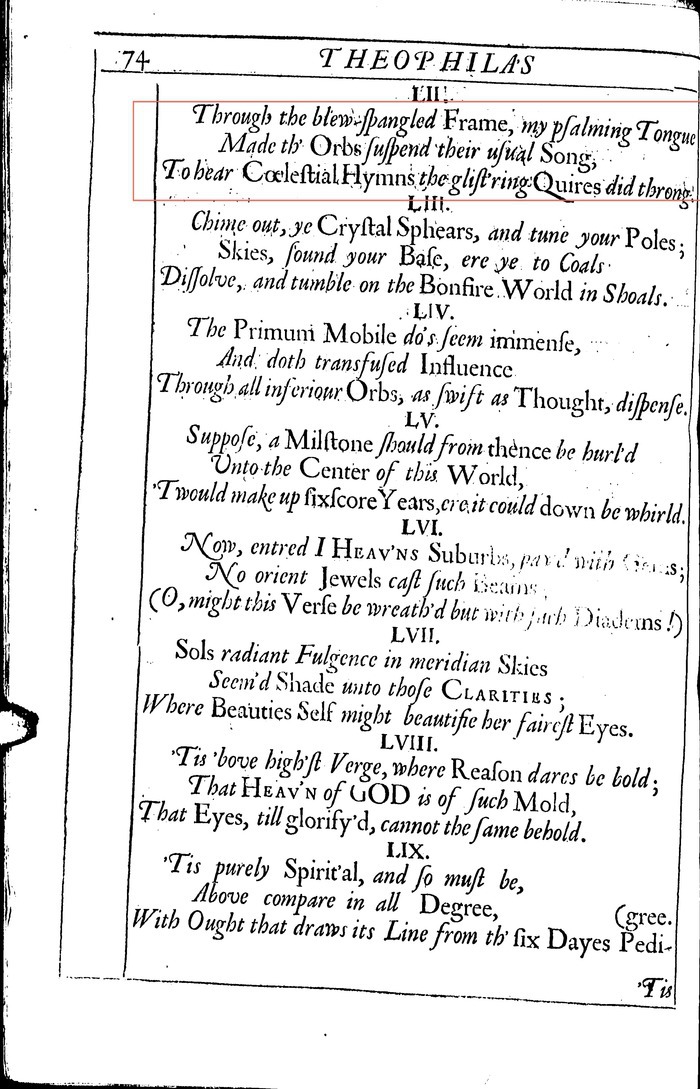 74 THEOPHILA'S
LII.
Through the blew-ſpangled Frame, my pſalming Tongue
Made th' Orbs ſuſpend their uſual Song,
To hear Cœleſtial Hymns the gliſt'ring Quires did throng.
LIII.
Chime out, ye Cryſtal Sphears, and tune your Poles;
Skies, ſound your Baſe, ere ye to Coals
Diſſolve, and tumble on the Bonfire World in Shoals.
LIV.
The Primum Mobile do's ſeem immenſe,
And doth transfuſed Influence
Through all inferiour Orbs, as ſwift as Thought, diſpenſe.
LV.
Suppoſe, a Milſtone ſhould from thence be hurl'd
Unto the Center of this World,
'Twould make up ſixſcore Years, ere it could down be whirld.
LVI.
Now, entred I HEAV'NS Suburbs, pav'd with Gems;
No orient Jewels caſt ſuch Beams;
(O, might this Verſe be wreath'd but with ſuch Diadems!)
LVII.
Sols radiant Fulgence in meridian Skies
Seem'd Shade unto thoſe CLARITIES;
Where Beauties Self might beautifie her faireſt Eyes.
LVIII.
'Tis 'bove high'ſt Verge, where Reaſon dares be bold;
That HEAV'N of GOD is of ſuch Mold,
That Eyes, till glorify'd, cannot the ſame behold.
LIX.
'Tis purely Spirit'al, and ſo muſt be,
Above compare in all Degree, (gree.
With Ought that draws its Line from th' ſix Dayes Pedi-
'Tis